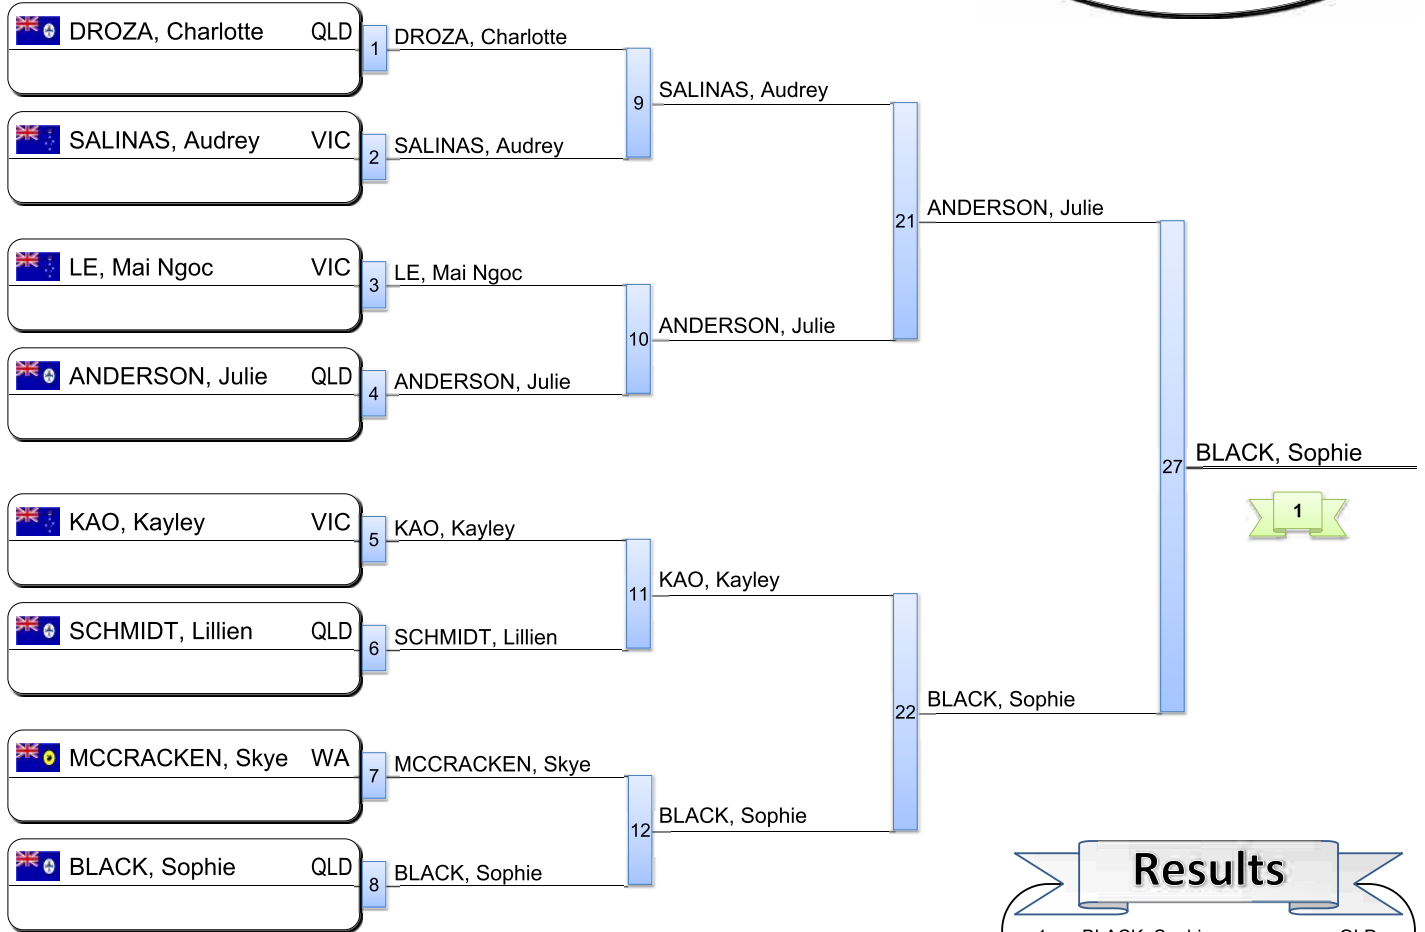 DROZA, Charlotte QLD
1
DROZA, Charlotte
SALINAS, Audrey VIC
2
SALINAS, Audrey
9
SALINAS, Audrey
LE, Mai Ngoc VIC
3
LE, Mai Ngoc
ANDERSON, Julie QLD
4
ANDERSON, Julie
10
ANDERSON, Julie
21
ANDERSON, Julie
KAO, Kayley VIC
5
KAO, Kayley
SCHMIDT, Lillien QLD
6
SCHMIDT, Lillien
11
KAO, Kayley
MCCRACKEN, Skye WA
7
MCCRACKEN, Skye
BLACK, Sophie QLD
8
BLACK, Sophie
12
BLACK, Sophie
22
BLACK, Sophie
27
BLACK, Sophie
1
Results